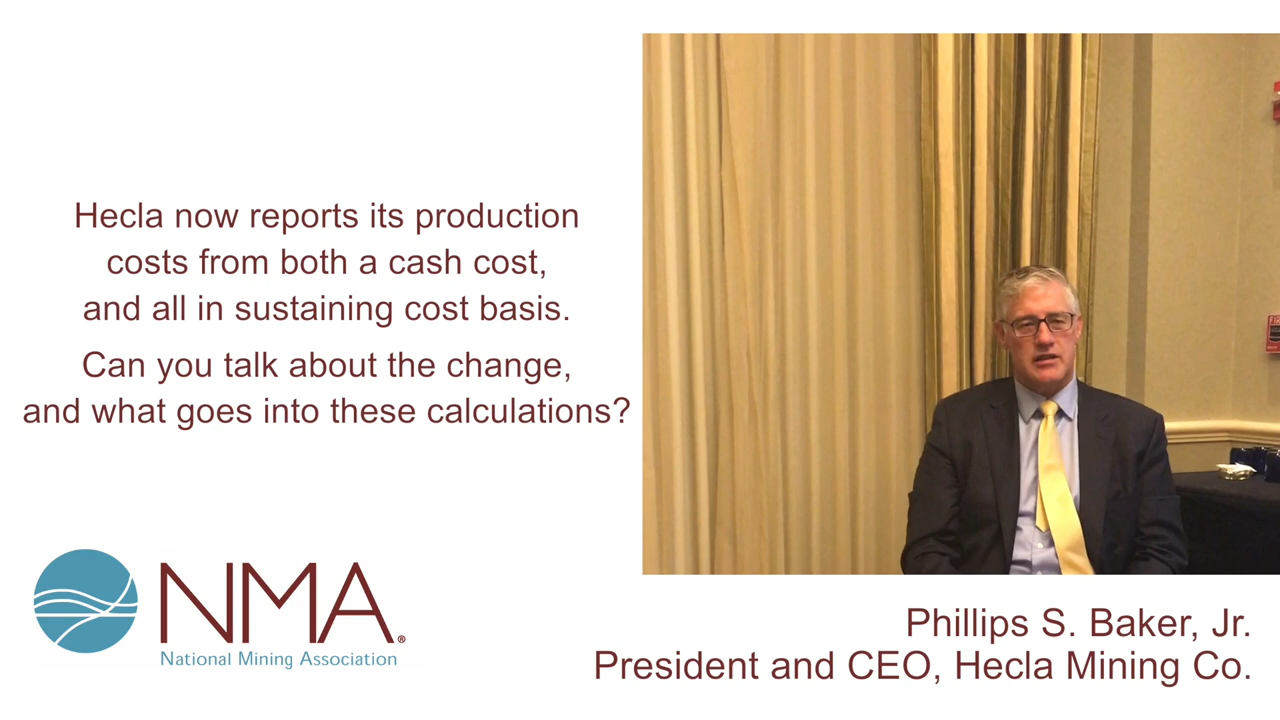 Hecla now reports its production
costs from both a cash cost,
and all in sustaining cost basis.
Can you talk about the change,
and what goes into these calculations?
NMA®
National Mining Association
Phillips S. Baker, Jr.
President and CEO, Hecla Mining Co.